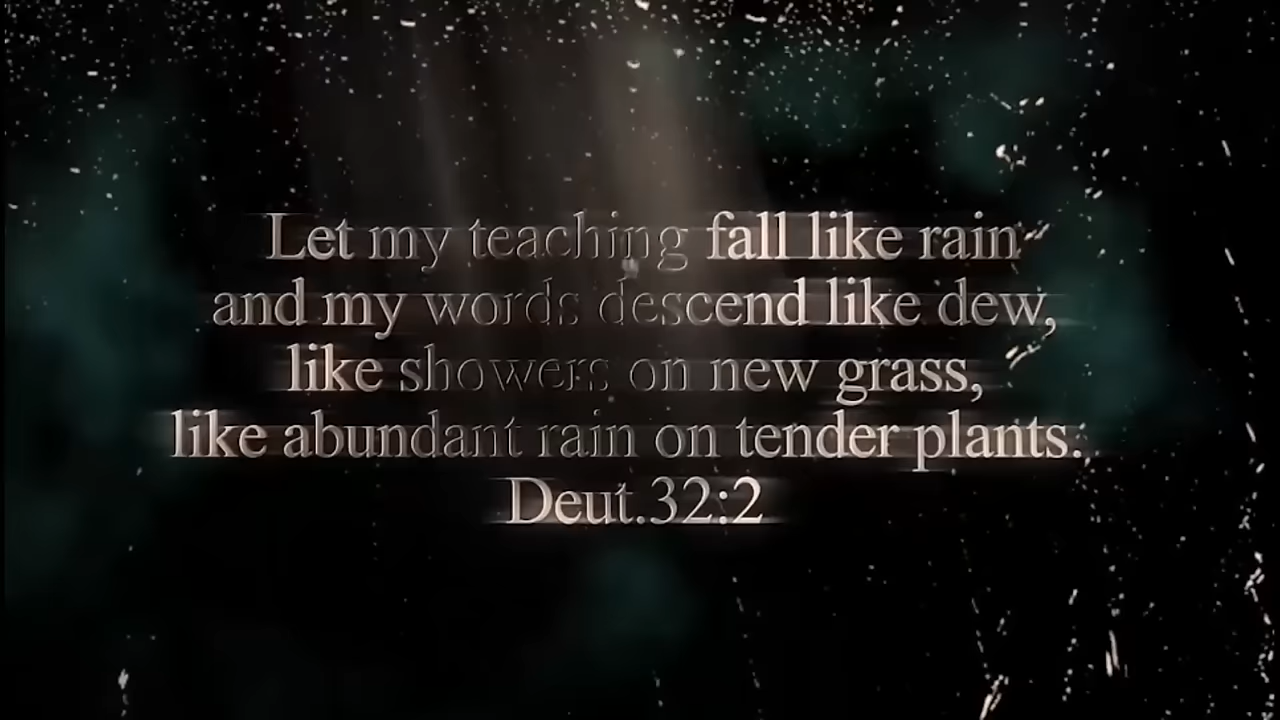 Let my teaching fall like rain
and my words descend like dew,
like showers on new grass,
like abundant rain on tender plants.
Deut.32:2